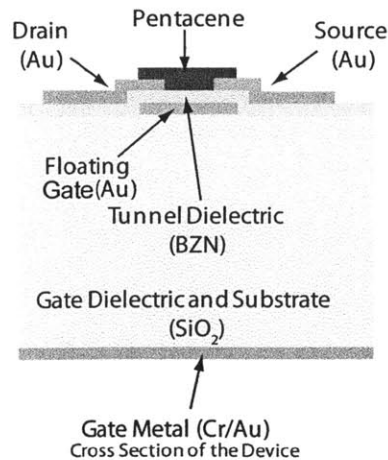 Pentacene
Drain
(Au)
Source
(Au)
Floating
Gate(Au)
Tunnel Dielectric
(BZN)
Gate Dielectric and Substrate
(SiO₂)
Gate Metal (Cr/Au)
Cross Section of the Device